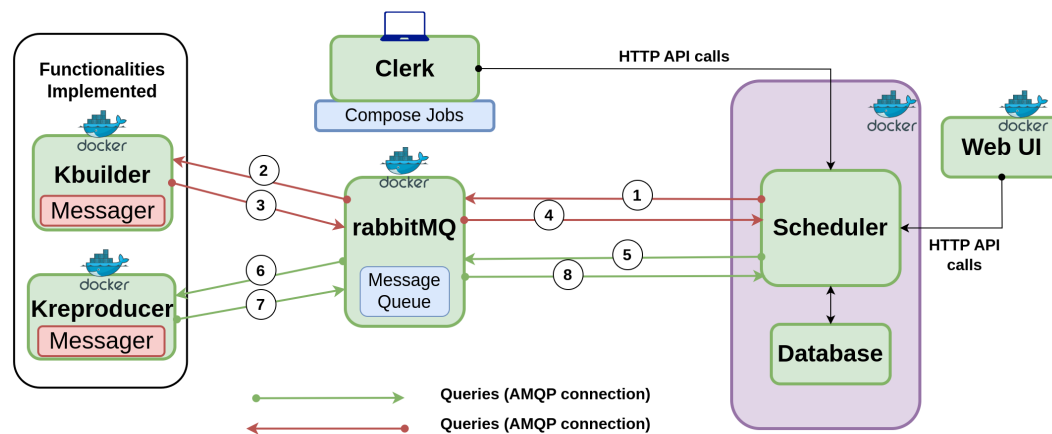 Functionalities
Implemented
docker
Kbuilder
Messager
docker
Kreproducer
Messager
Clerk
Compose Jobs
HTTP API calls
docker
rabbitMQ
Message
Queue
2
3
6
7
1
4
5
8
docker
Scheduler
Database
docker
Web UI
HTTP API
calls
Queries (AMQP connection)
Queries (AMQP connection)